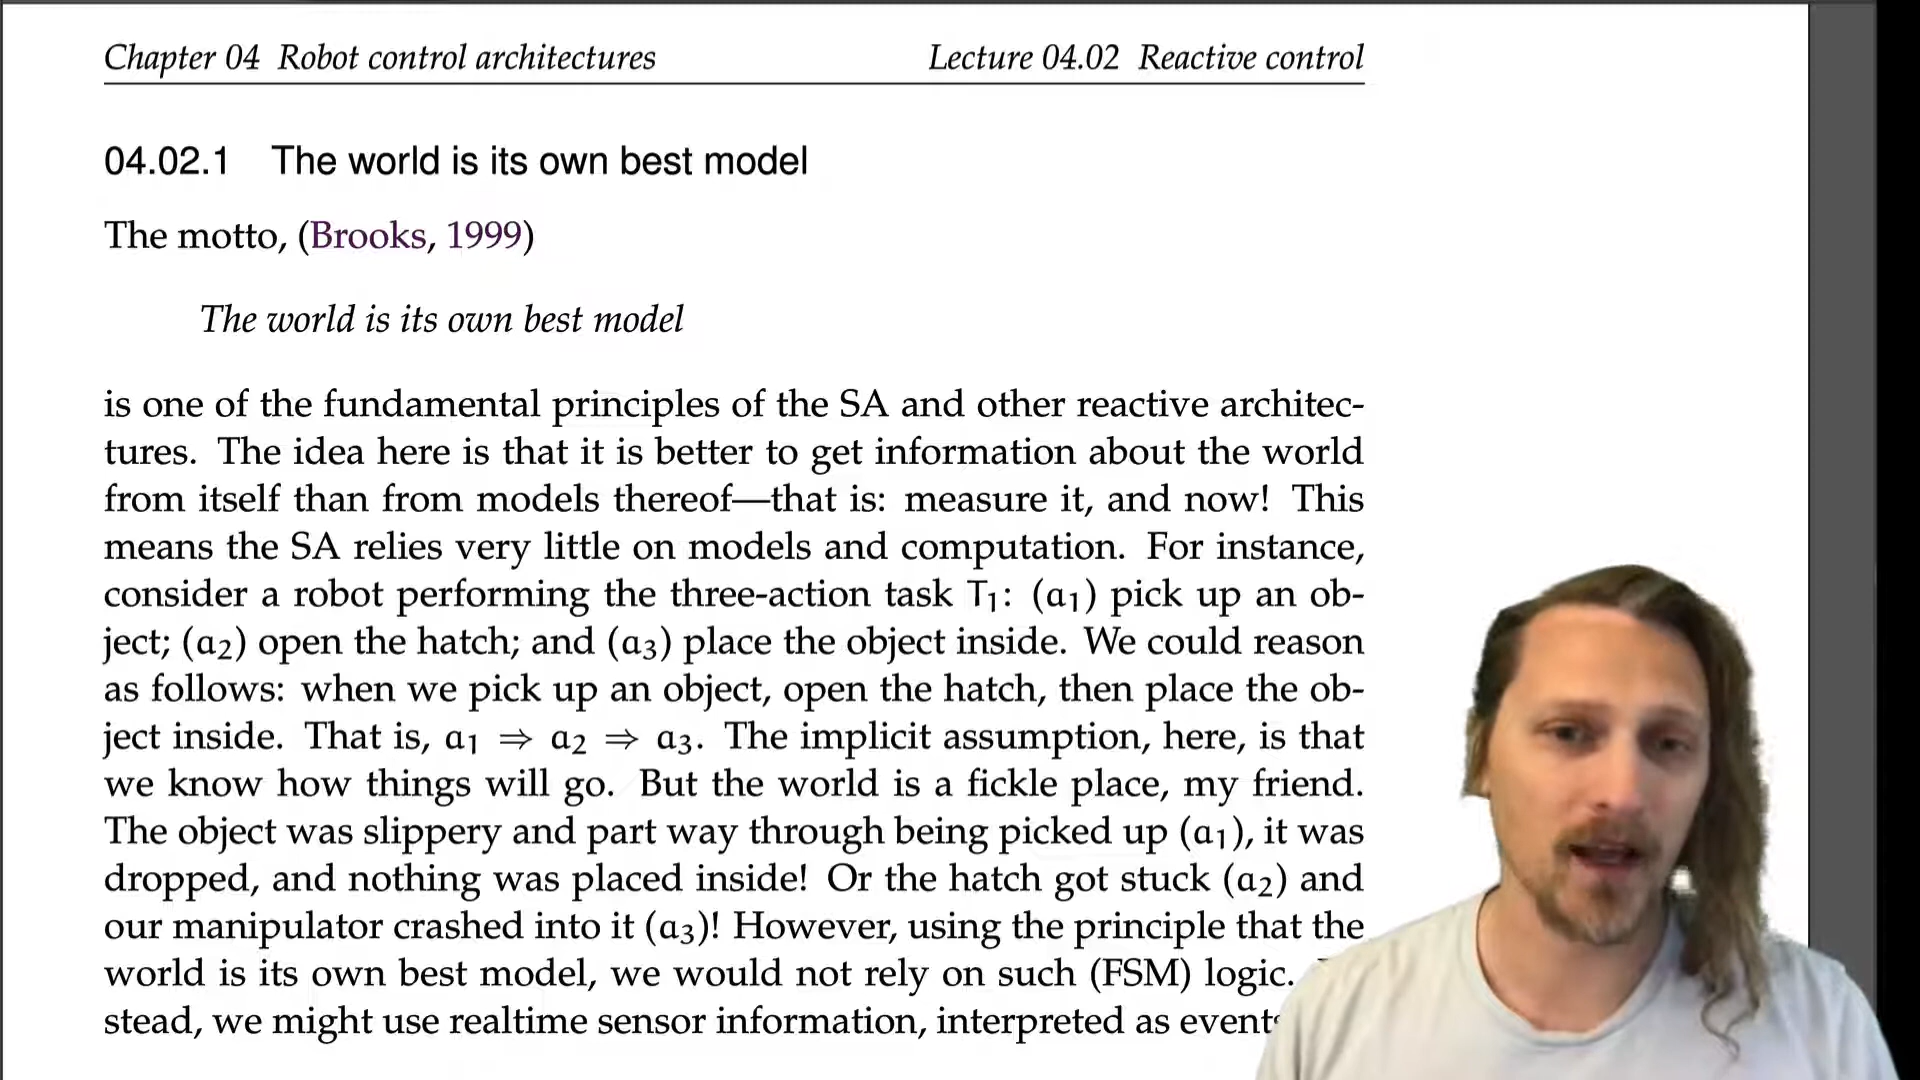 Chapter 04 Robot control architectures Lecture 04.02 Reactive control
04.02.1 The world is its own best model
The motto, (Brooks, 1999)
The world is its own best model
is one of the fundamental principles of the SA and other reactive architec-
tures. The idea here is that it is better to get information about the world
from itself than from models thereof—that is: measure it, and now! This
means the SA relies very little on models and computation. For instance,
consider a robot performing the three-action task T₁: (a₁) pick up an ob-
ject; (a₂) open the hatch; and (a₃) place the object inside. We could reason
as follows: when we pick up an object, open the hatch, then place the ob-
ject inside. That is, a₁ ⇒ a₂ ⇒ a₃. The implicit assumption, here, is that
we know how things will go. But the world is a fickle place, my friend.
The object was slippery and part way through being picked up (a₁), it was
dropped, and nothing was placed inside! Or the hatch got stuck (a₂) and
our manipulator crashed into it (a₃)! However, using the principle that the
world is its own best model, we would not rely on such (FSM) logic.
stead, we might use realtime sensor information, interpreted as events